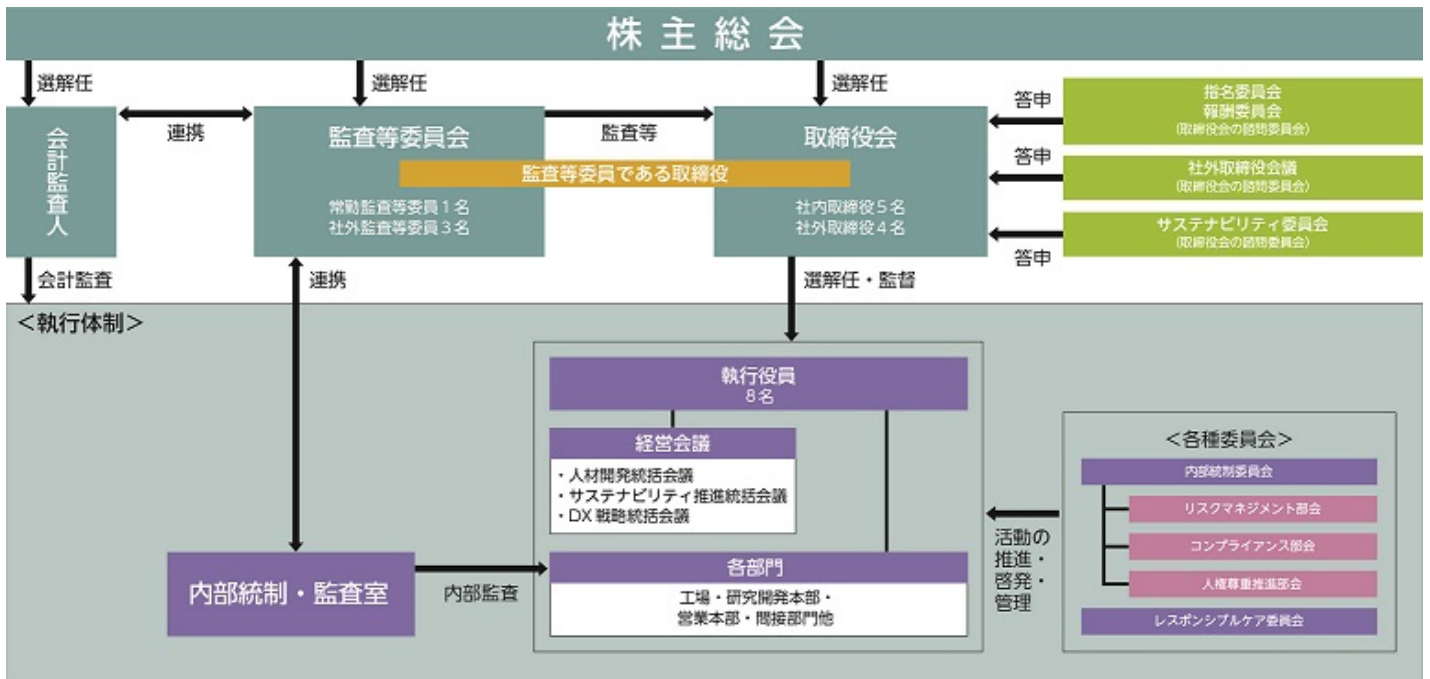 株主総会
選解任
選解任
選解任
会計監査人
連携
監査等委員会
監査等
取締役会
監査等委員である取締役
常勤監査等委員1名
社外監査等委員3名
社内取締役5名
社外取締役4名
答申
指名委員会
報酬委員会
(取締役会の諮問委員会)
答申
社外取締役会議
(取締役会の諮問委員会)
サステナビリティ委員会
(取締役会の諮問委員会)
答申
会計監査
連携
選解任・監督
<執行体制>
執行役員
8名
経営会議
・人材開発統括会議
・サステナビリティ推進統括会議
・DX戦略統括会議
内部統制・監査室
内部監査
各部門
工場・研究開発本部・
営業本部・間接部門他
活動の
推進・
啓発・
管理
<各種委員会>
内部統制委員会
リスクマネジメント部会
コンプライアンス部会
人権尊重推進部会
レスポンシブルケア委員会